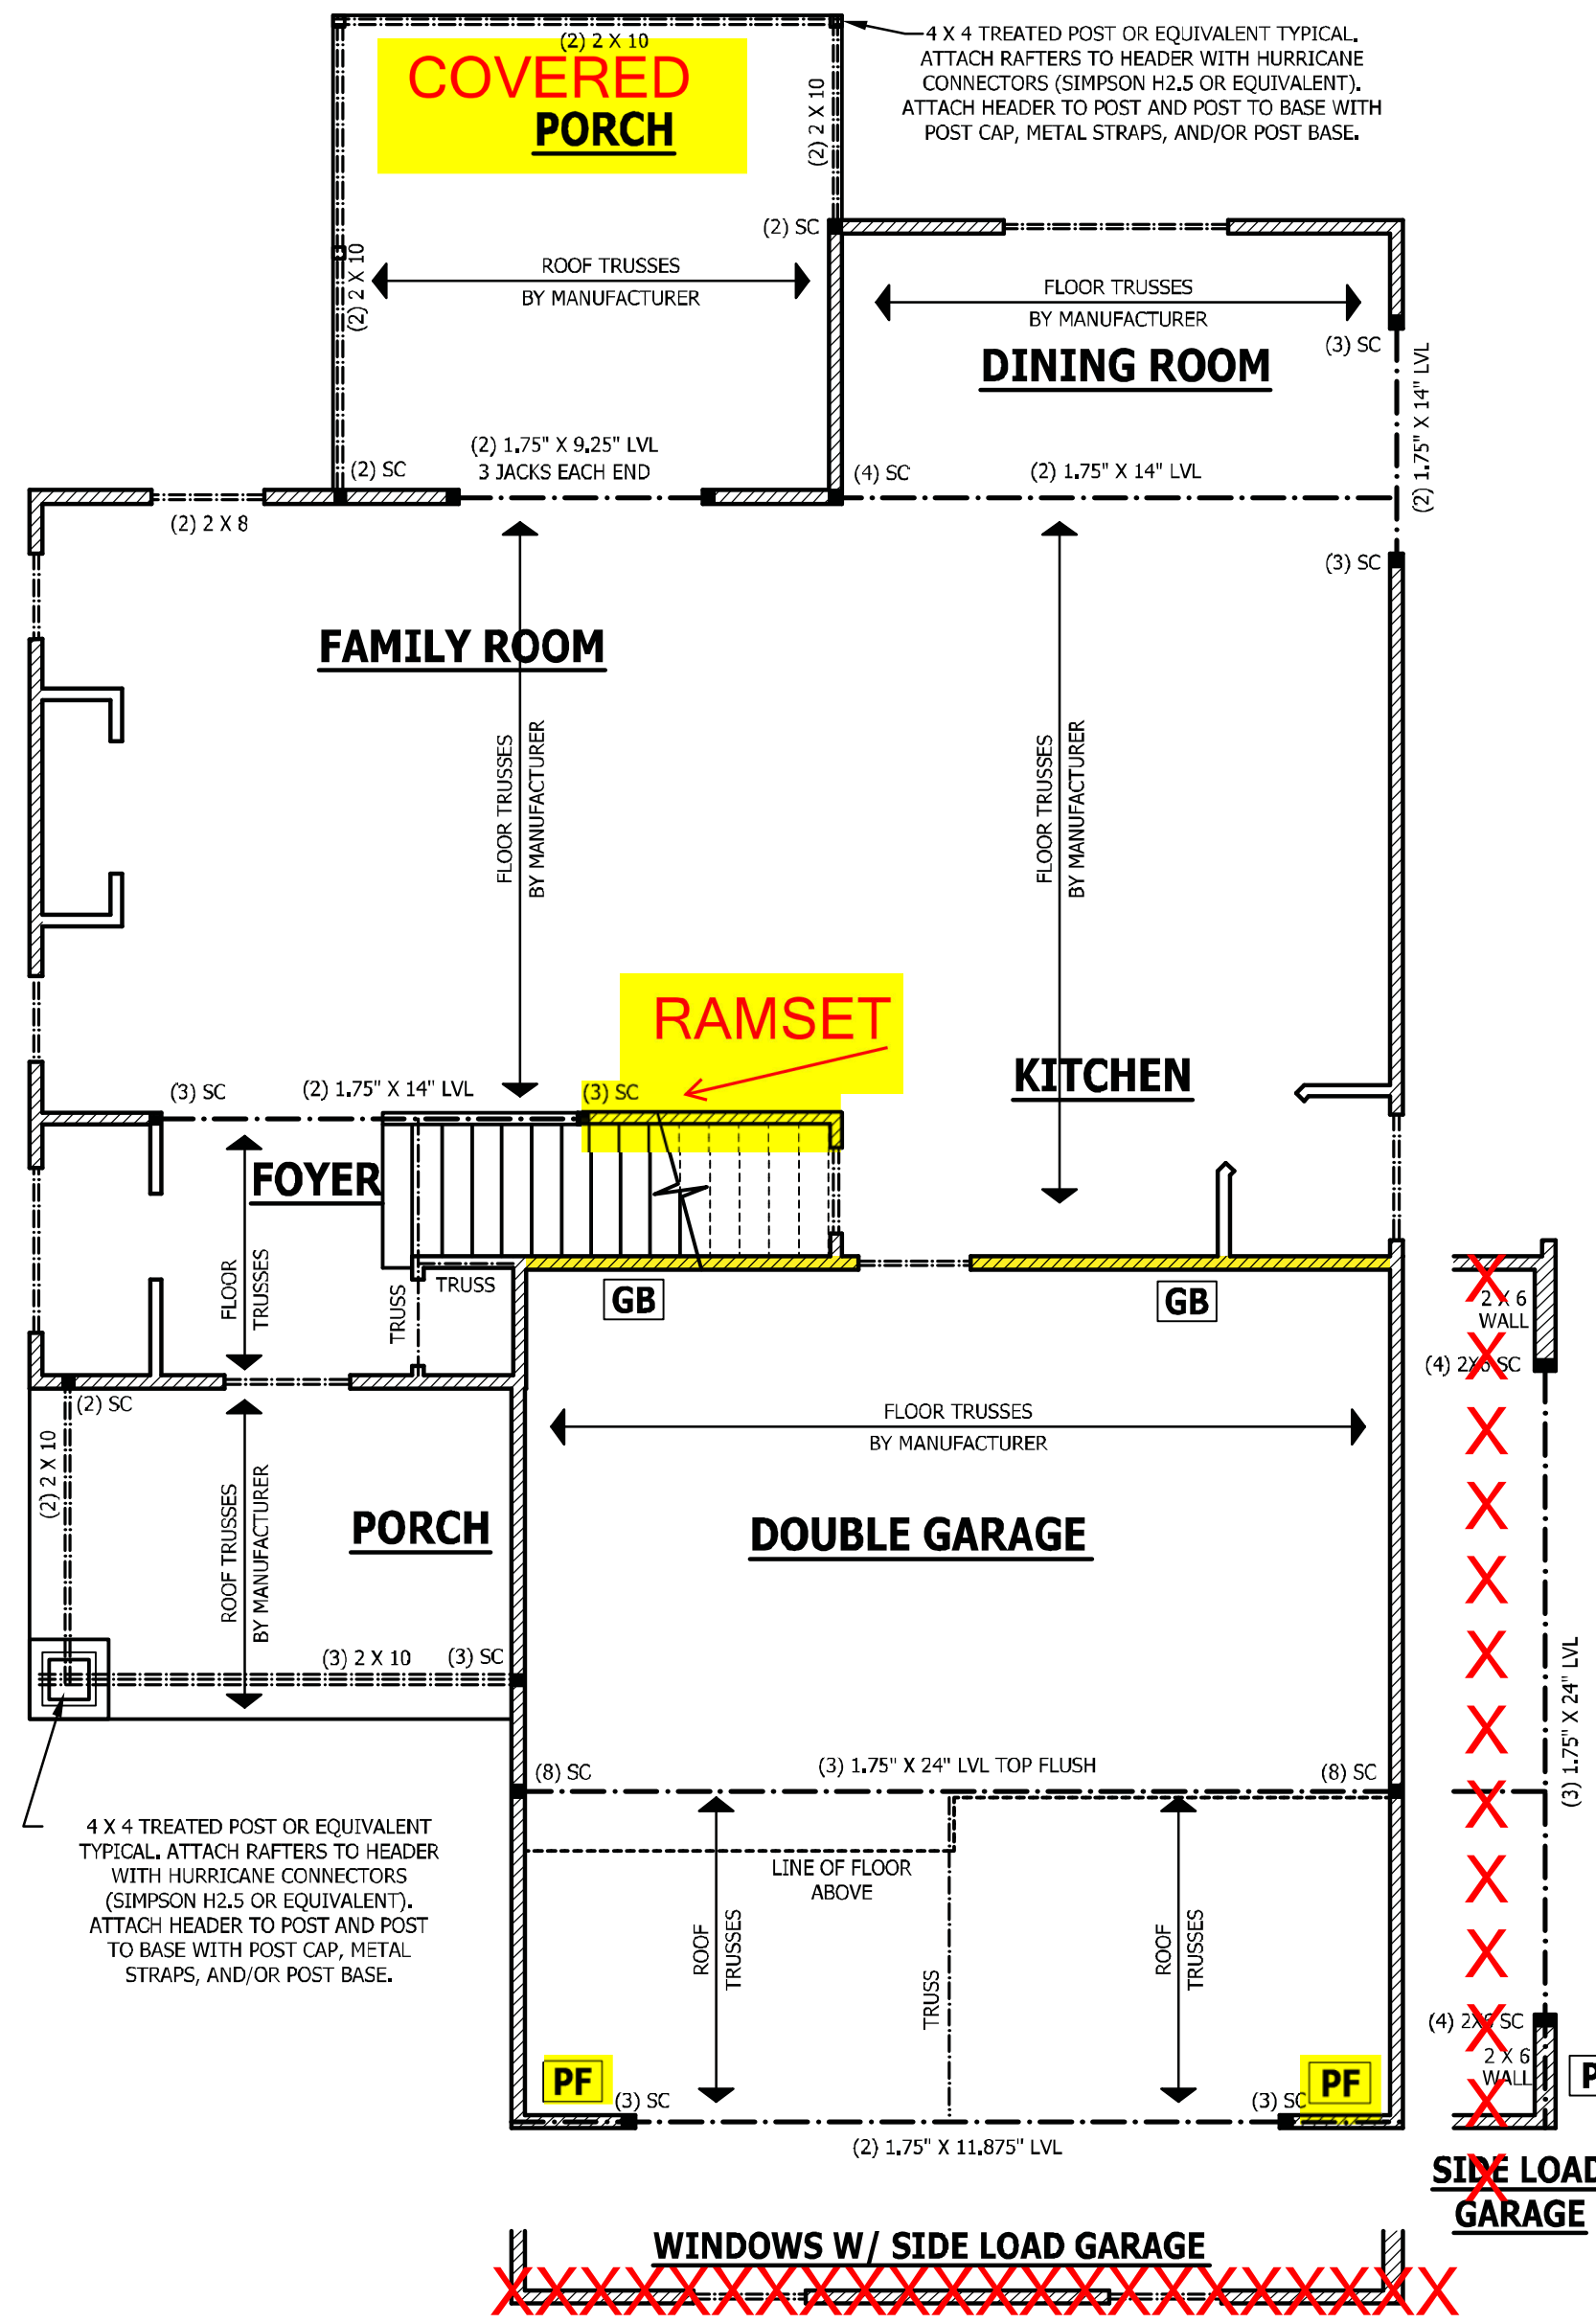 (2) 2 X 10
COVERED
PORCH
(2) 2 X 10
4 X 4 TREATED POST OR EQUIVALENT TYPICAL.
ATTACH RAFTERS TO HEADER WITH HURRICANE
CONNECTORS (SIMPSON H2.5 OR EQUIVALENT).
ATTACH HEADER TO POST AND POST TO BASE WITH
POST CAP, METAL STRAPS, AND/OR POST BASE.
(2) SC
(2) 2 X 10
ROOF TRUSSES
BY MANUFACTURER
FLOOR TRUSSES
BY MANUFACTURER
DINING ROOM
(3) SC
(2) 1.75" X 14" LVL
(2) SC
(2) 1.75" X 9.25" LVL
3 JACKS EACH END
(4) SC
(2) 1.75" X 14" LVL
(2) 2 X 8
(3) SC
FAMILY ROOM
FLOOR TRUSSES
BY MANUFACTURER
FLOOR TRUSSES
BY MANUFACTURER
RAMSET
KITCHEN
(3) SC
(2) 1.75" X 14" LVL
(3) SC
FOYER
FLOOR
TRUSSES
TRUSS
TRUSS
GB
GB
2 X 6
WALL
(4) 2X6 SC
(2) SC
(2) 2 X 10
ROOF TRUSSES
BY MANUFACTURER
FLOOR TRUSSES
BY MANUFACTURER
PORCH
DOUBLE GARAGE
(3) 2 X 10
(3) SC
(3) 1.75" X 24" LVL
(8) SC
(3) 1.75" X 24" LVL TOP FLUSH
(8) SC
4 X 4 TREATED POST OR EQUIVALENT
TYPICAL. ATTACH RAFTERS TO HEADER
WITH HURRICANE CONNECTORS
(SIMPSON H2.5 OR EQUIVALENT).
ATTACH HEADER TO POST AND POST
TO BASE WITH POST CAP, METAL
STRAPS, AND/OR POST BASE.
LINE OF FLOOR
ABOVE
ROOF
TRUSSES
TRUSS
ROOF
TRUSSES
(4) 2X6 SC
2 X 6
WALL
P
PF
(3) SC
(3) SC
PF
(2) 1.75" X 11.875" LVL
SIDE LOAD
GARAGE
WINDOWS W/ SIDE LOAD GARAGE